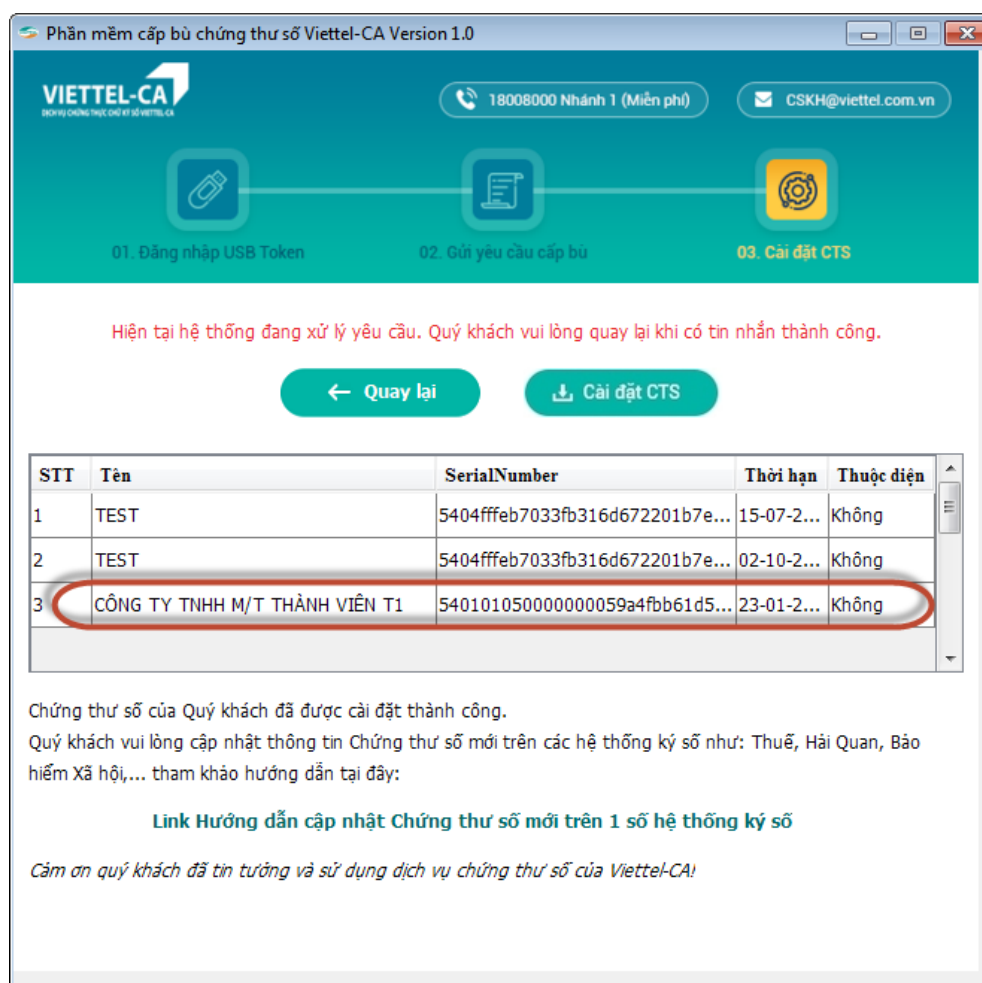 Phần mềm cấp bù chứng thư số Viettel-CA Version 1.0
VIETTEL-CA
DỊCH VỤ CHỨNG THỰC CHỮ KÝ SỐ VIETTEL-CA
18008000 Nhánh 1 (Miễn phí)
CSKH@viettel.com.vn
01. Đăng nhập USB Token
02. Gửi yêu cầu cấp bù
03. Cài đặt CTS
Hiện tại hệ thống đang xử lý yêu cầu. Quý khách vui lòng quay lại khi có tin nhắn thành công.
Quay lại
Cài đặt CTS
STT Tên SerialNumber Thời hạn Thuộc diện
1 TEST 5404fffeb7033fb316d672201b7e... 15-07-2... Không
2 TEST 5404fffeb7033fb316d672201b7e... 02-10-2... Không
3 CÔNG TY TNHH M/T THÀNH VIÊN T1 540101050000000059a4fbb61d5... 23-01-2... Không
Chứng thư số của Quý khách đã được cài đặt thành công.
Quý khách vui lòng cập nhật thông tin Chứng thư số mới trên các hệ thống ký số như: Thuế, Hải Quan, Bảo
hiểm Xã hội,... tham khảo hướng dẫn tại đây:
Link Hướng dẫn cập nhật Chứng thư số mới trên 1 số hệ thống ký số
Cảm ơn quý khách đã tin tưởng và sử dụng dịch vụ chứng thư số của Viettel-CA!